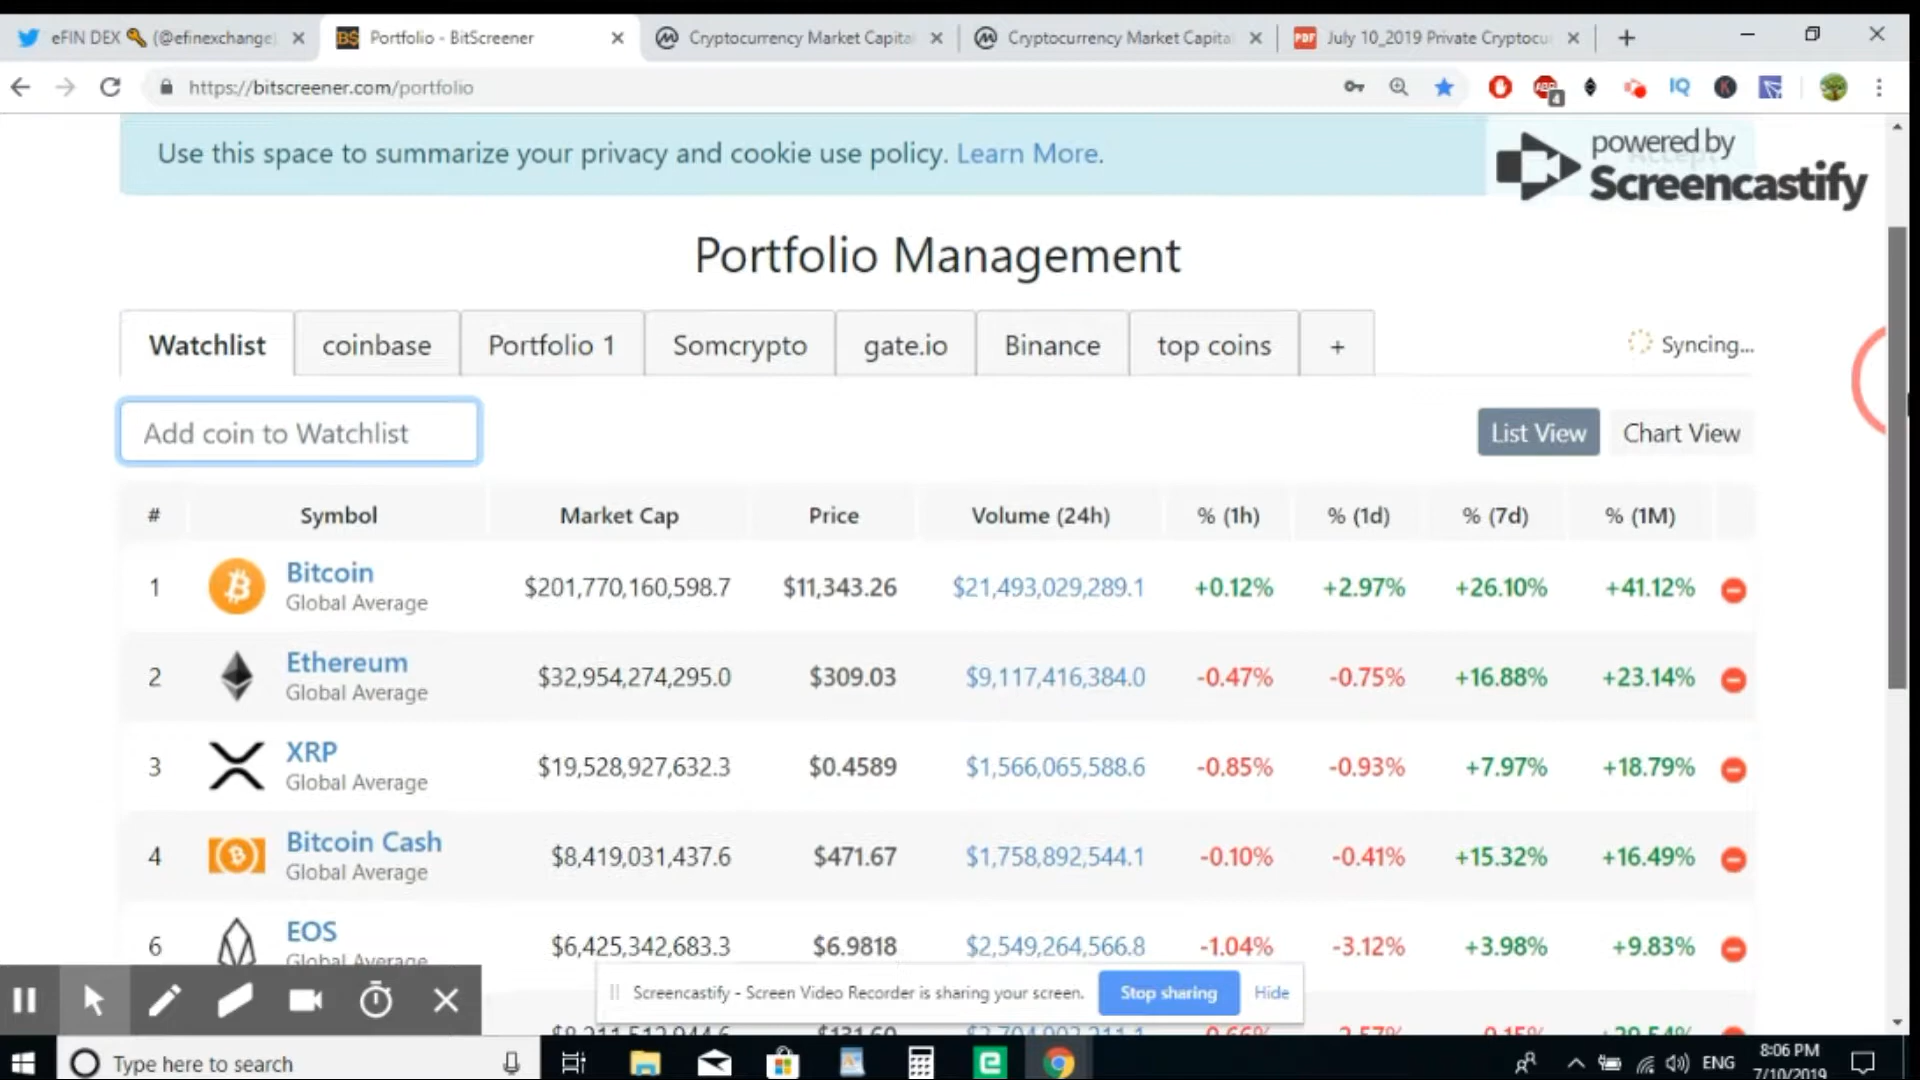 eFIN DEX 🔑 (@efinexchange)
Portfolio - BitScreener
Cryptocurrency Market Capita
Cryptocurrency Market Capita
PDF
July 10_2019 Private Cryptocu
https://bitscreener.com/portfolio
ABP
4
IQ
K
Use this space to summarize your privacy and cookie use policy. Learn More.
powered by
Screencastify
Portfolio Management
Watchlist
coinbase
Portfolio 1
Somcrypto
gate.io
Binance
top coins
+
Syncing...
Add coin to Watchlist
List View
Chart View
# Symbol Market Cap Price Volume (24h) % (1h) % (1d) % (7d) % (1M)
1 Bitcoin $201,770,160,598.7 $11,343.26 $21,493,029,289.1 +0.12% +2.97% +26.10% +41.12%
Global Average
2 Ethereum $32,954,274,295.0 $309.03 $9,117,416,384.0 -0.47% -0.75% +16.88% +23.14%
Global Average
3 XRP $19,528,927,632.3 $0.4589 $1,566,065,588.6 -0.85% -0.93% +7.97% +18.79%
Global Average
4 Bitcoin Cash $8,419,031,437.6 $471.67 $1,758,892,544.1 -0.10% -0.41% +15.32% +16.49%
Global Average
6 EOS $6,425,342,683.3 $6.9818 $2,549,264,566.8 -1.04% -3.12% +3.98% +9.83%
Global Average
Screencastify - Screen Video Recorder is sharing your screen.
Stop sharing
Hide
Type here to search
ENG
8:06 PM
7/10/2019